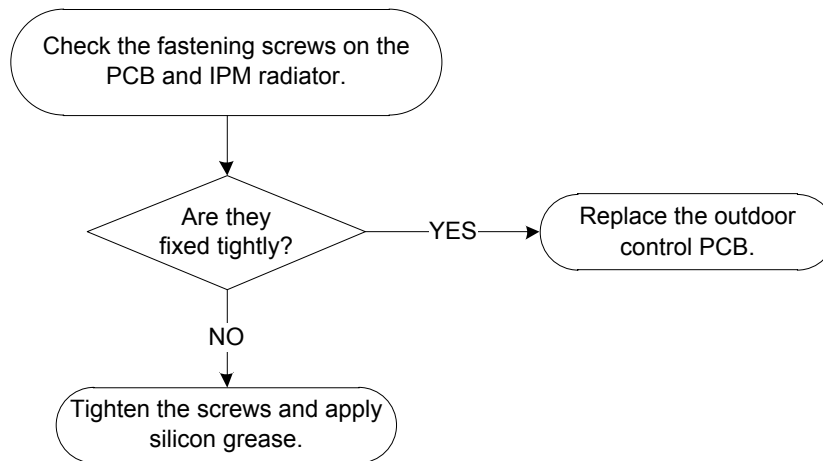 Check the fastening screws on the
PCB and IPM radiator.
Are they
fixed tightly?
YES
Replace the outdoor
control PCB.
NO
Tighten the screws and apply
silicon grease.